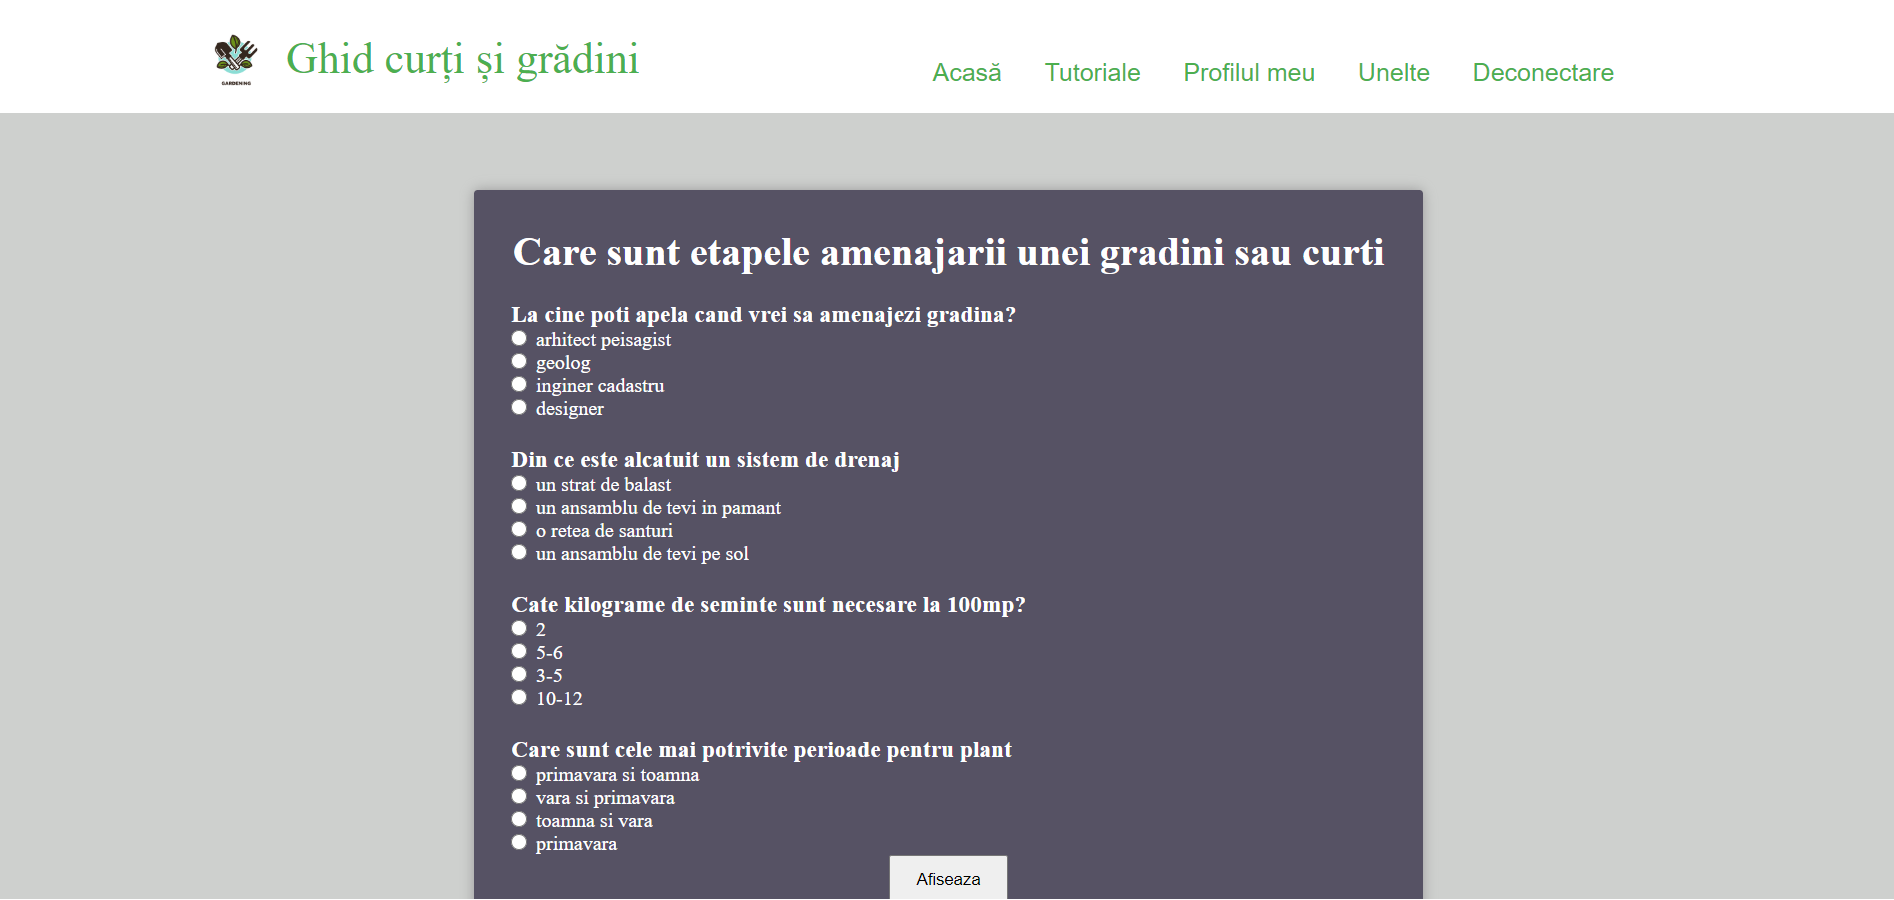 GARDENING
Ghid curți și grădini
Acasă
Tutoriale
Profilul meu
Unelte
Deconectare
Care sunt etapele amenajarii unei gradini sau curti
La cine poti apela cand vrei sa amenajezi gradina?
arhitect peisagist
geolog
inginer cadastru
designer
Din ce este alcatuit un sistem de drenaj
un strat de balast
un ansamblu de tevi in pamant
o retea de santuri
un ansamblu de tevi pe sol
Cate kilograme de seminte sunt necesare la 100mp?
2
5-6
3-5
10-12
Care sunt cele mai potrivite perioade pentru plant
primavara si toamna
vara si primavara
toamna si vara
primavara
Afiseaza